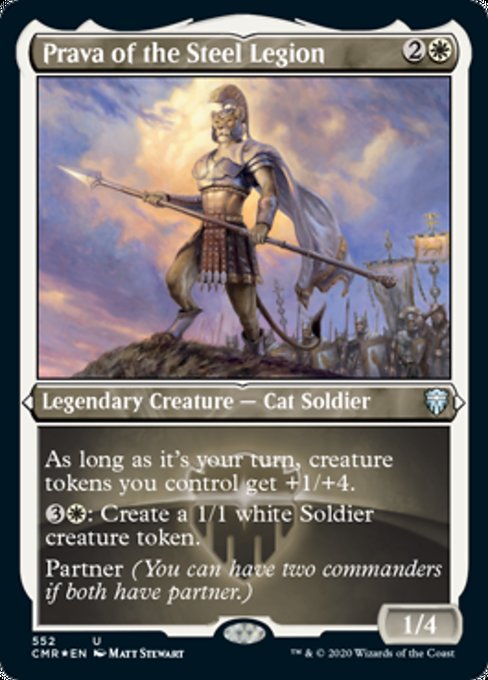 Prava of the Steel Legion 2
Legendary Creature — Cat Soldier
As long as it's your turn, creature
tokens you control get +1/+4.
3: Create a 1/1 white Soldier
creature token.
Partner (You can have two commanders
if both have partner.)
1/4
552 U
CMR★EN Matt Stewart ™ & © 2020 Wizards of the Coast